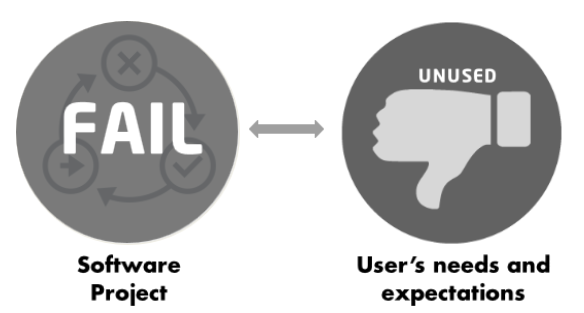 FAIL
UNUSED
Software
Project
User's needs and
expectations